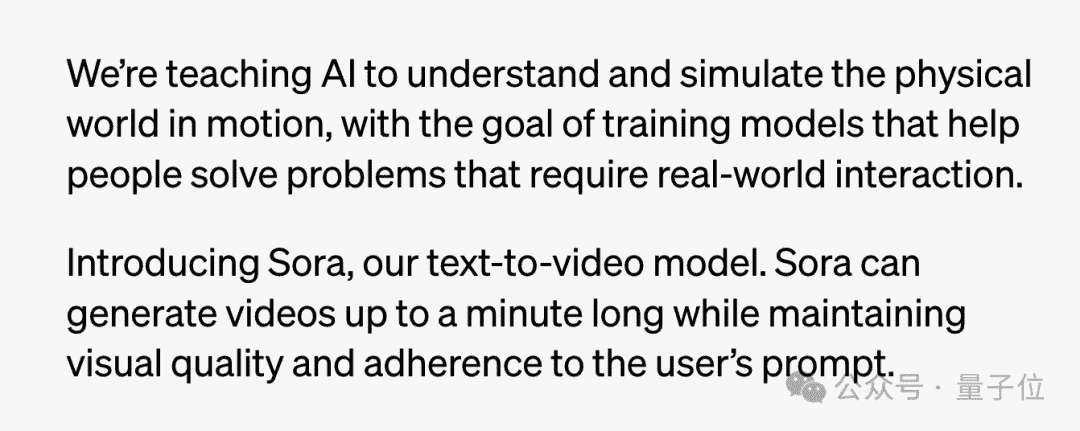 We’re teaching AI to understand and simulate the physical
world in motion, with the goal of training models that help
people solve problems that require real-world interaction.
Introducing Sora, our text-to-video model. Sora can
generate videos up to a minute long while maintaining
visual quality and adherence to the user’s prompt.
公众号 · 量子位